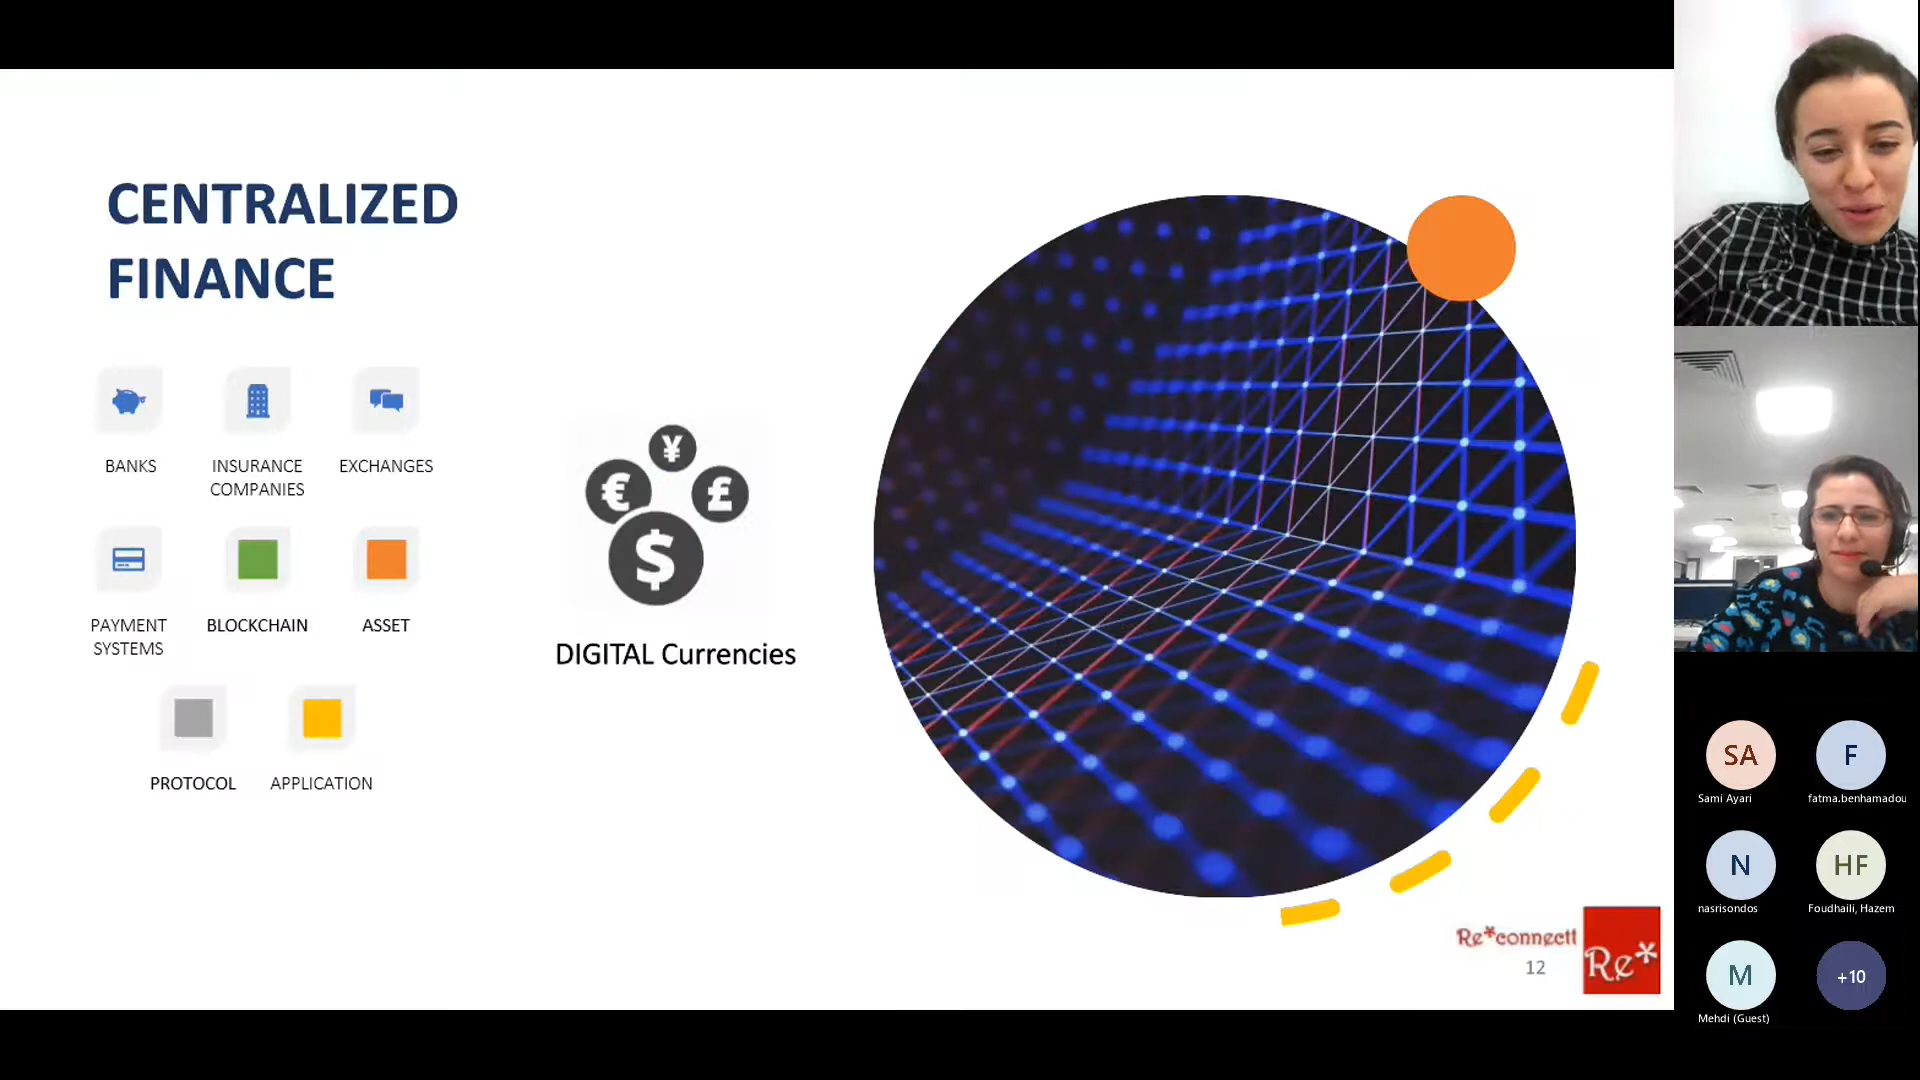 CENTRALIZED
FINANCE
BANKS
INSURANCE
COMPANIES
EXCHANGES
PAYMENT
SYSTEMS
BLOCKCHAIN
ASSET
PROTOCOL
APPLICATION
¥
€
£
$
DIGITAL Currencies
Re*connectt
12
Re*
SA
Sami Ayari
F
fatma.benhamadou
N
nasrisondos
HF
Foudhaili, Hazem
M
Mehdi (Guest)
+10